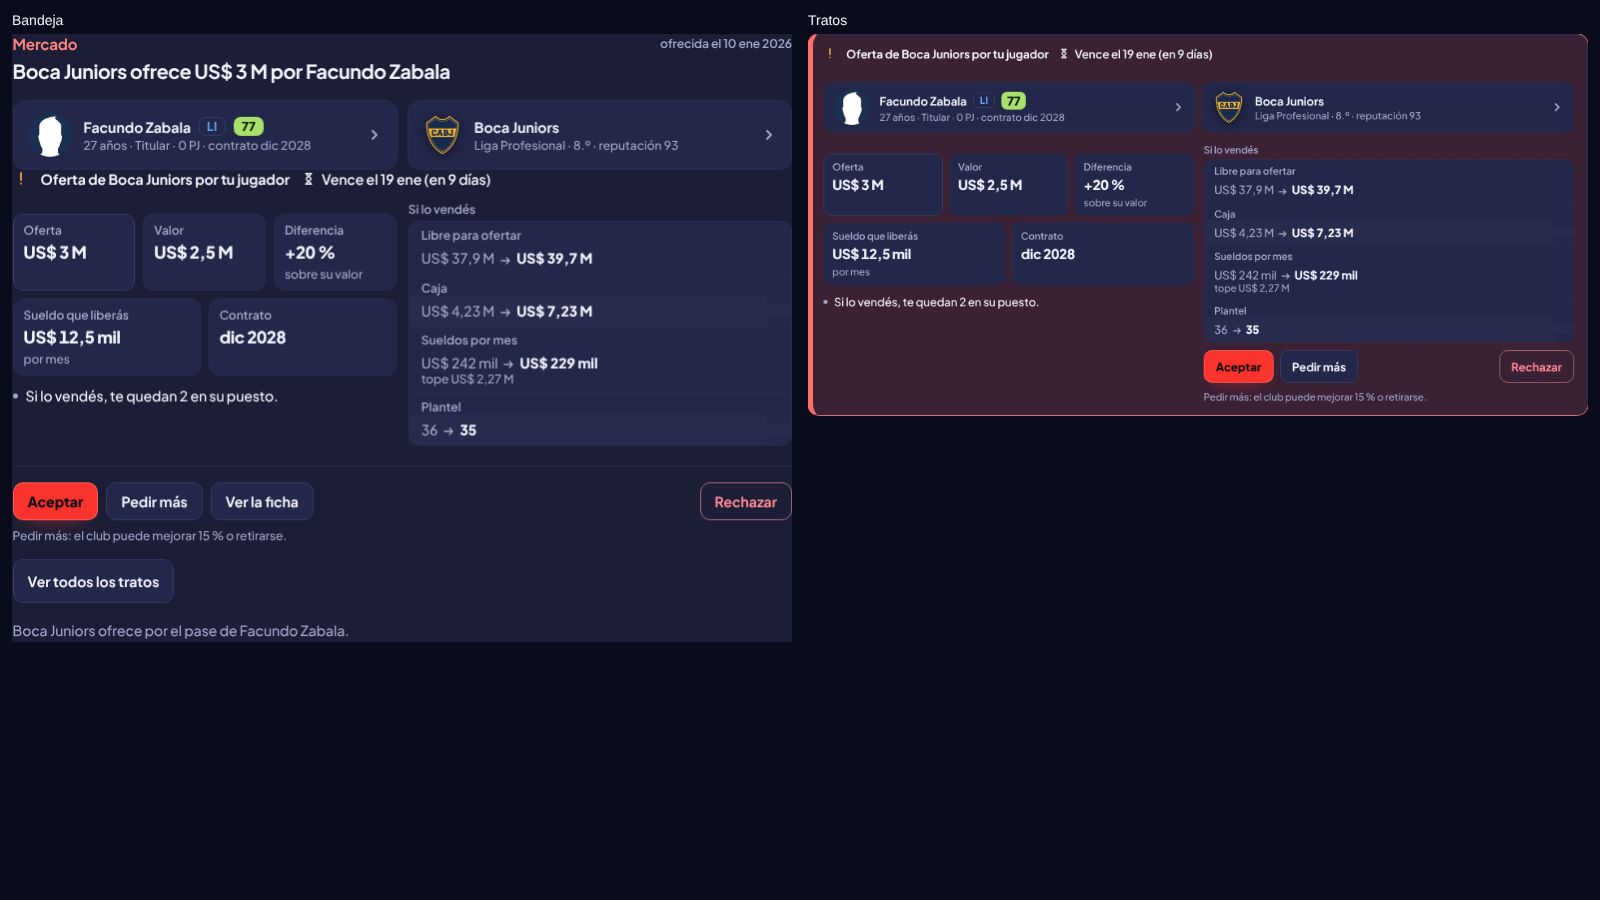 Bandeja
Mercado
ofrecida el 10 ene 2026
Boca Juniors ofrece US$ 3 M por Facundo Zabala
Facundo Zabala LI 77
27 años · Titular · 0 PJ · contrato dic 2028
CABJ
Boca Juniors
Liga Profesional · 8.º · reputación 93
! Oferta de Boca Juniors por tu jugador Vence el 19 ene (en 9 días)
Oferta
US$ 3 M
Valor
US$ 2,5 M
Diferencia
+20 %
sobre su valor
Sueldo que liberás
US$ 12,5 mil
por mes
Contrato
dic 2028
• Si lo vendés, te quedan 2 en su puesto.
Si lo vendés
Libre para ofertar
US$ 37,9 M → US$ 39,7 M
Caja
US$ 4,23 M → US$ 7,23 M
Sueldos por mes
US$ 242 mil → US$ 229 mil
tope US$ 2,27 M
Plantel
36 → 35
Aceptar
Pedir más
Ver la ficha
Rechazar
Pedir más: el club puede mejorar 15 % o retirarse.
Ver todos los tratos
Boca Juniors ofrece por el pase de Facundo Zabala.
Tratos
! Oferta de Boca Juniors por tu jugador Vence el 19 ene (en 9 días)
Facundo Zabala LI 77
27 años · Titular · 0 PJ · contrato dic 2028
CABJ
Boca Juniors
Liga Profesional · 8.º · reputación 93
Oferta
US$ 3 M
Valor
US$ 2,5 M
Diferencia
+20 %
sobre su valor
Sueldo que liberás
US$ 12,5 mil
por mes
Contrato
dic 2028
• Si lo vendés, te quedan 2 en su puesto.
Si lo vendés
Libre para ofertar
US$ 37,9 M → US$ 39,7 M
Caja
US$ 4,23 M → US$ 7,23 M
Sueldos por mes
US$ 242 mil → US$ 229 mil
tope US$ 2,27 M
Plantel
36 → 35
Aceptar
Pedir más
Rechazar
Pedir más: el club puede mejorar 15 % o retirarse.